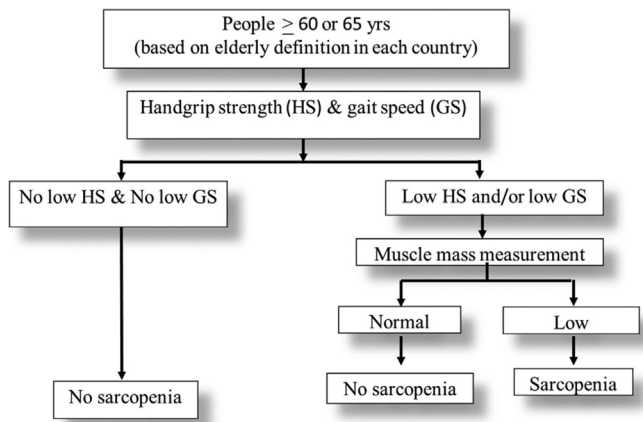 People ≥ 60 or 65 yrs
(based on elderly definition in each country)
Handgrip strength (HS) & gait speed (GS)
No low HS & No low GS
Low HS and/or low GS
Muscle mass measurement
Normal
Low
No sarcopenia
No sarcopenia
Sarcopenia